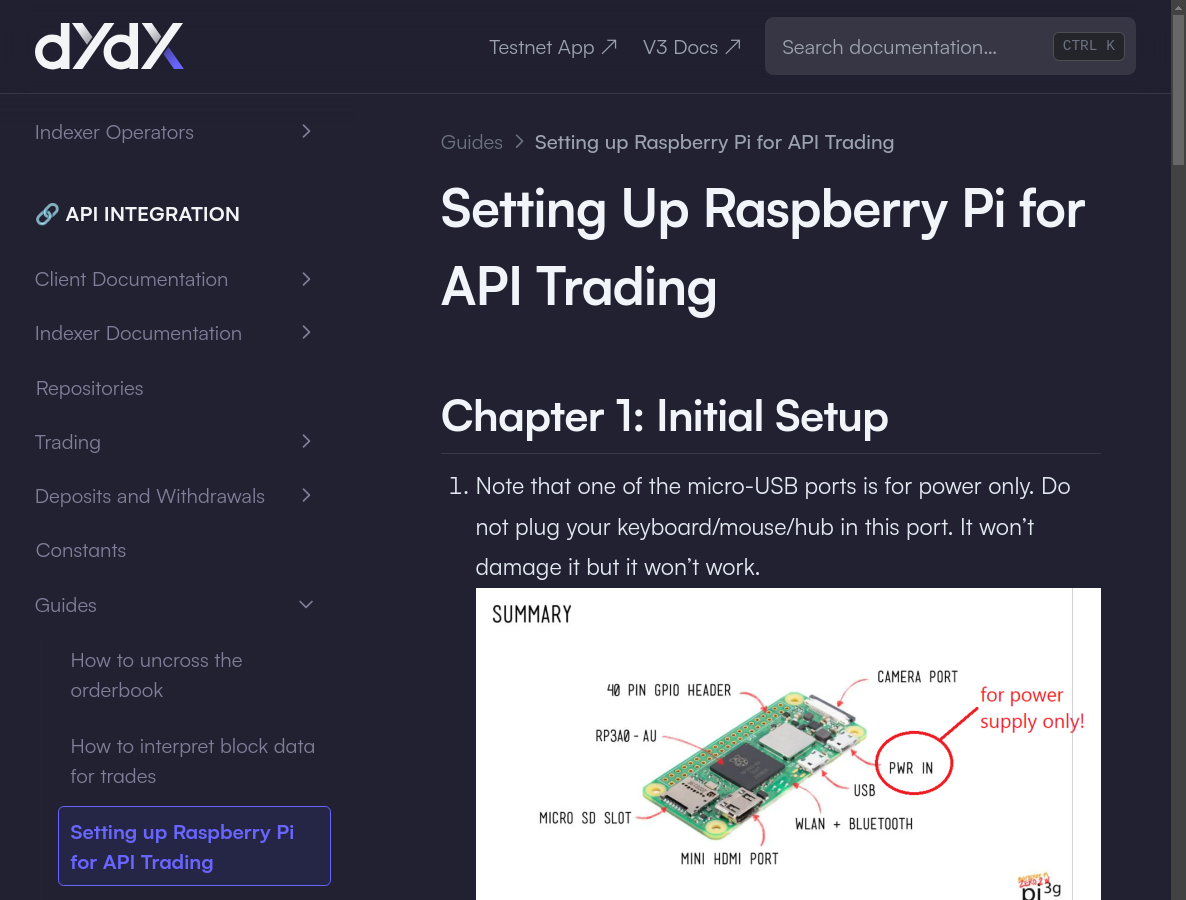 dYdX
Testnet App
V3 Docs
Search documentation...
CTRL K
Indexer Operators
API INTEGRATION
Client Documentation
Indexer Documentation
Repositories
Trading
Deposits and Withdrawals
Constants
Guides
How to uncross the
orderbook
How to interpret block data
for trades
Setting up Raspberry Pi
for API Trading
Guides
Setting up Raspberry Pi for API Trading
Setting Up Raspberry Pi for
API Trading
Chapter 1: Initial Setup
1. Note that one of the micro-USB ports is for power only. Do
not plug your keyboard/mouse/hub in this port. It won’t
damage it but it won’t work.
SUMMARY
40 PIN GPIO HEADER
CAMERA PORT
for power
supply only!
RP3A0-AU
PWR IN
USB
MICRO SD SLOT
WLAN + BLUETOOTH
MINI HDMI PORT
pi3g